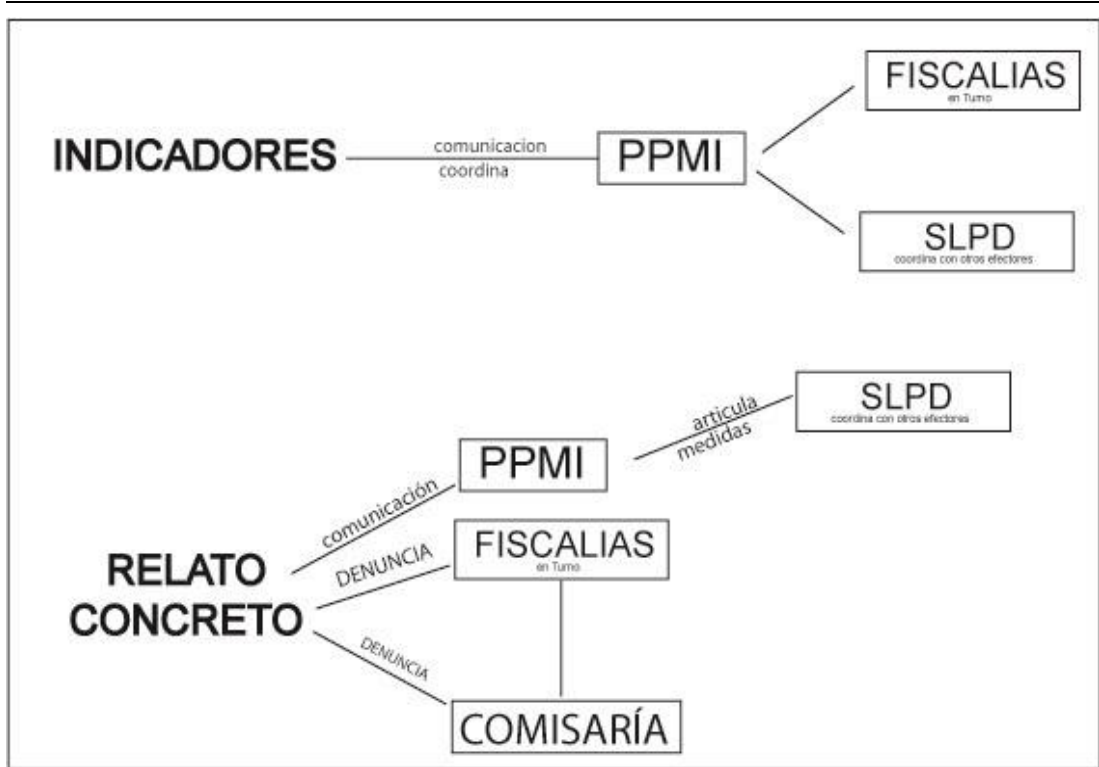 INDICADORES
comunicacion
coordina
PPMI
FISCALIAS
en Turno
SLPD
coordina con otros efectores
RELATO
CONCRETO
comunicación
PPMI
articula
medidas
SLPD
coordina con otros efectores
DENUNCIA
FISCALIAS
en Turno
DENUNCIA
COMISARÍA